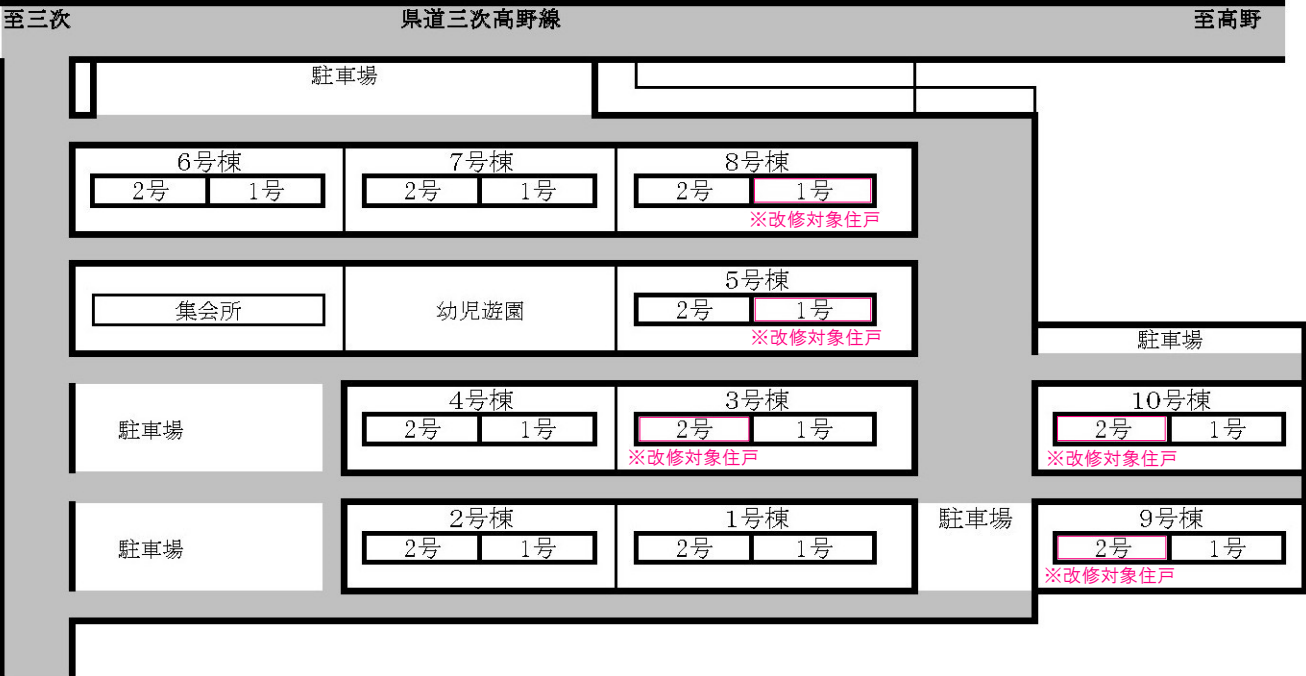 至三次 県道三次高野線 至高野
駐車場
6号棟 7号棟 8号棟
2号 1号 2号 1号 2号 1号
※改修対象住戸
5号棟
集会所 幼児遊園 2号 1号
※改修対象住戸
駐車場
4号棟 3号棟 10号棟
駐車場 2号 1号 2号 1号 2号 1号
※改修対象住戸 ※改修対象住戸
2号棟 1号棟 駐車場 9号棟
駐車場 2号 1号 2号 1号 2号 1号
※改修対象住戸